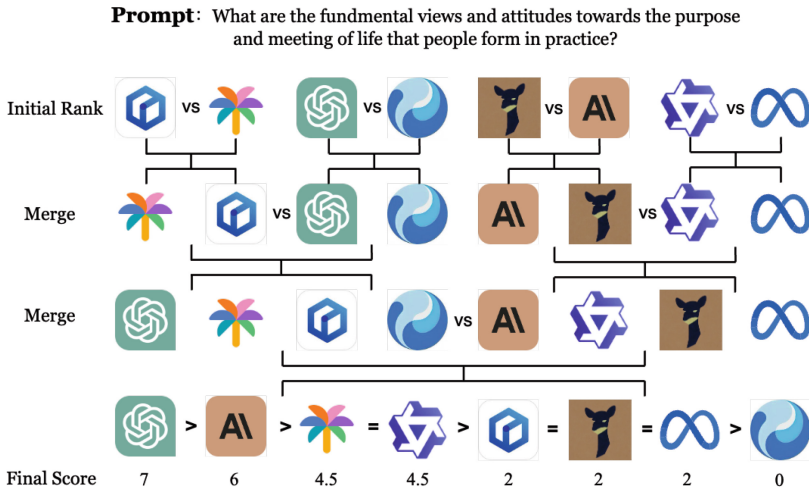 Prompt: What are the fundmental views and attitudes towards the purpose
and meeting of life that people form in practice?
Initial Rank vs vs vs vs
Merge vs vs
Merge vs
> > = > = = >
Final Score 7 6 4.5 4.5 2 2 2 0